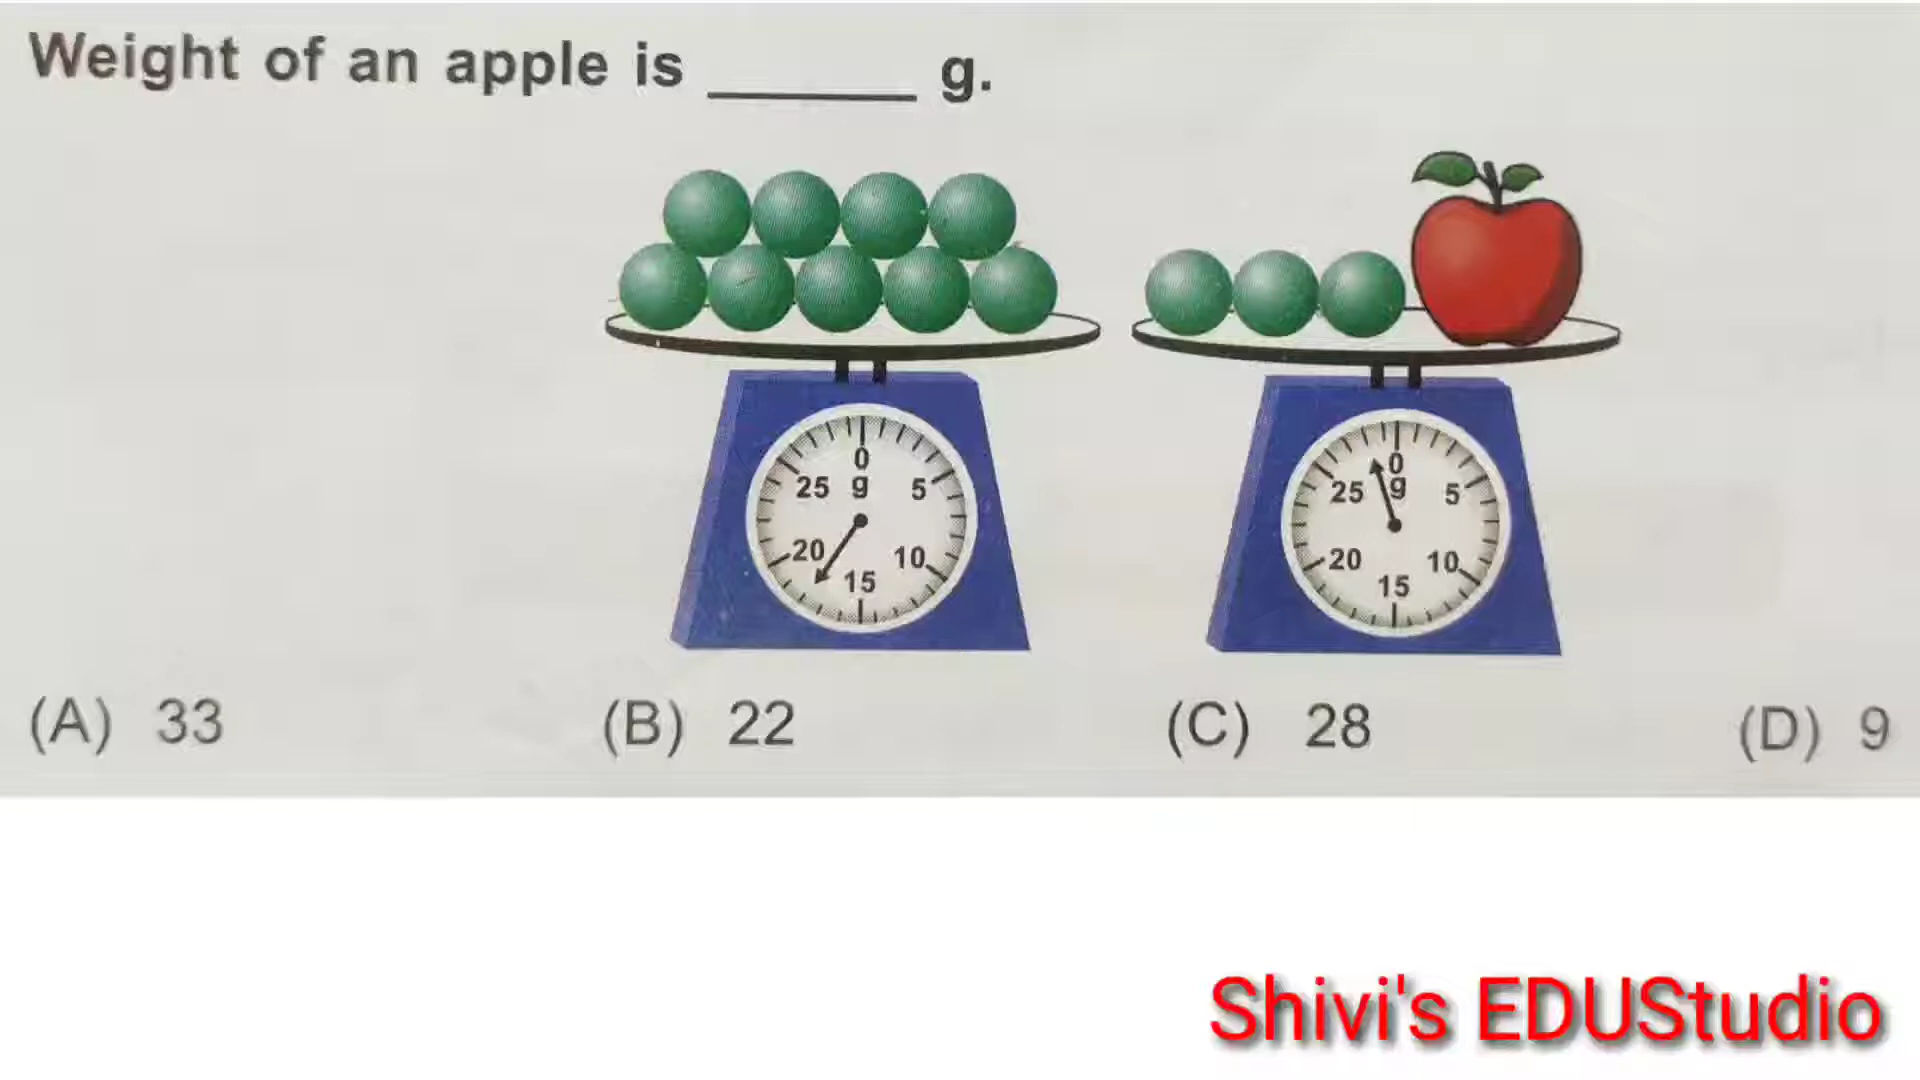 Weight of an apple is ______ g.
0
25 g 5
20 10
15
0
25 g 5
20 10
15
(A) 33 (B) 22 (C) 28 (D) 9
Shivi's EDUStudio